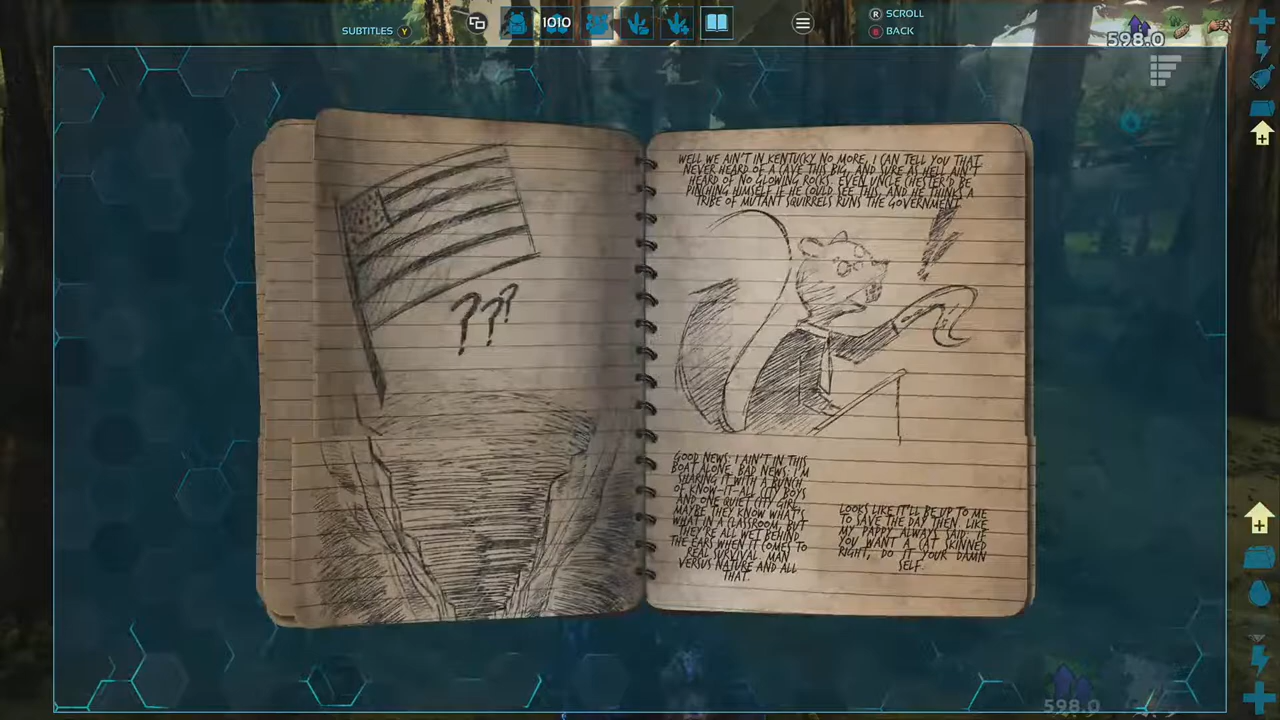 SUBTITLES Y
1010
R SCROLL
B BACK
598.0
WELL WE AIN'T IN KENTUCKY NO MORE, I CAN TELL YOU THAT.
NEVER HEARD OF A CAVE THIS BIG, AND SURE AS HELL AIN'T
HEARD OF NO GLOWING ROCKS. EVEN UNCLE CHESTER'D BE
PINCHING HIMSELF IF HE COULD SEE THIS, AND HE THINKS A
TRIBE OF MUTANT SQUIRRELS RUNS THE GOVERNMENT.
???
GOOD NEWS: I AIN'T IN THIS
BOAT ALONE. BAD NEWS: I'M
SHARING IT WITH A BUNCH
OF KNOW-IT-ALL CITY BOYS
AND ONE QUIET CITY GIRL.
MAYBE THEY KNOW WHAT'S
WHAT IN A CLASSROOM, BUT
THEY'RE ALL WET BEHIND
THE EARS WHEN IT COMES TO
REAL SURVIVAL. MAN
VERSUS NATURE AND ALL
THAT.
LOOKS LIKE IT'LL BE UP TO ME
TO SAVE THE DAY THEN. LIKE
MY DADDY ALWAYS SAID: IF
YOU WANT A CAT SKINNED
RIGHT, DO IT YOUR DAMN
SELF.
598.0